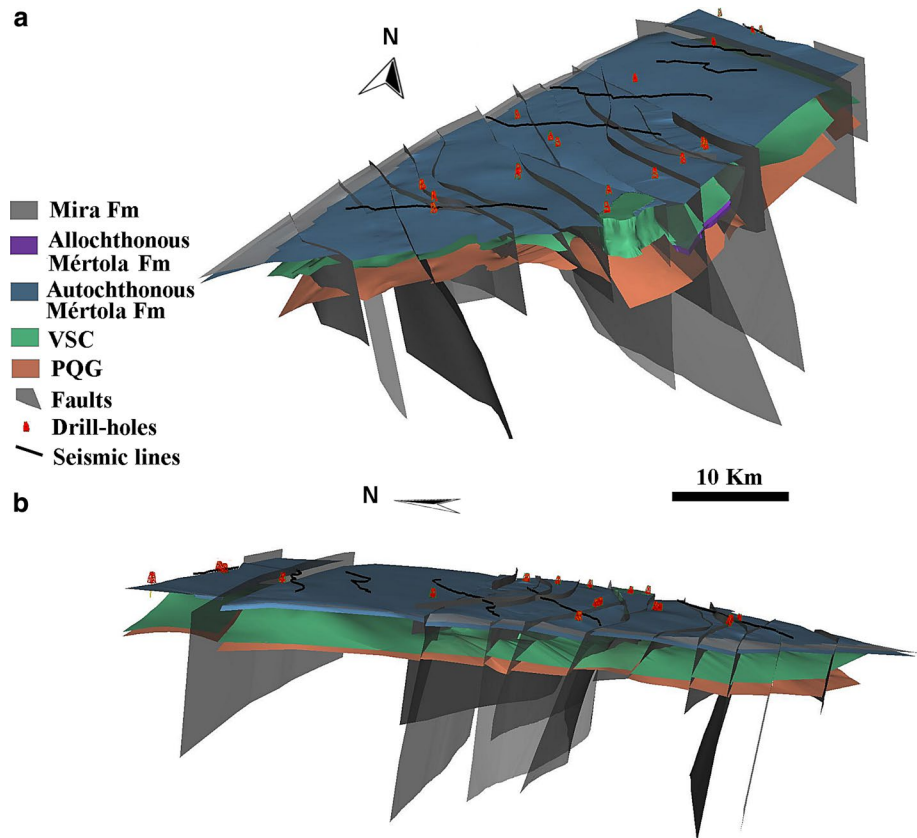 a
N
Mira Fm
Allochthonous
Mértola Fm
Autochthonous
Mértola Fm
VSC
PQG
Faults
Drill-holes
Seismic lines
10 Km
b
N